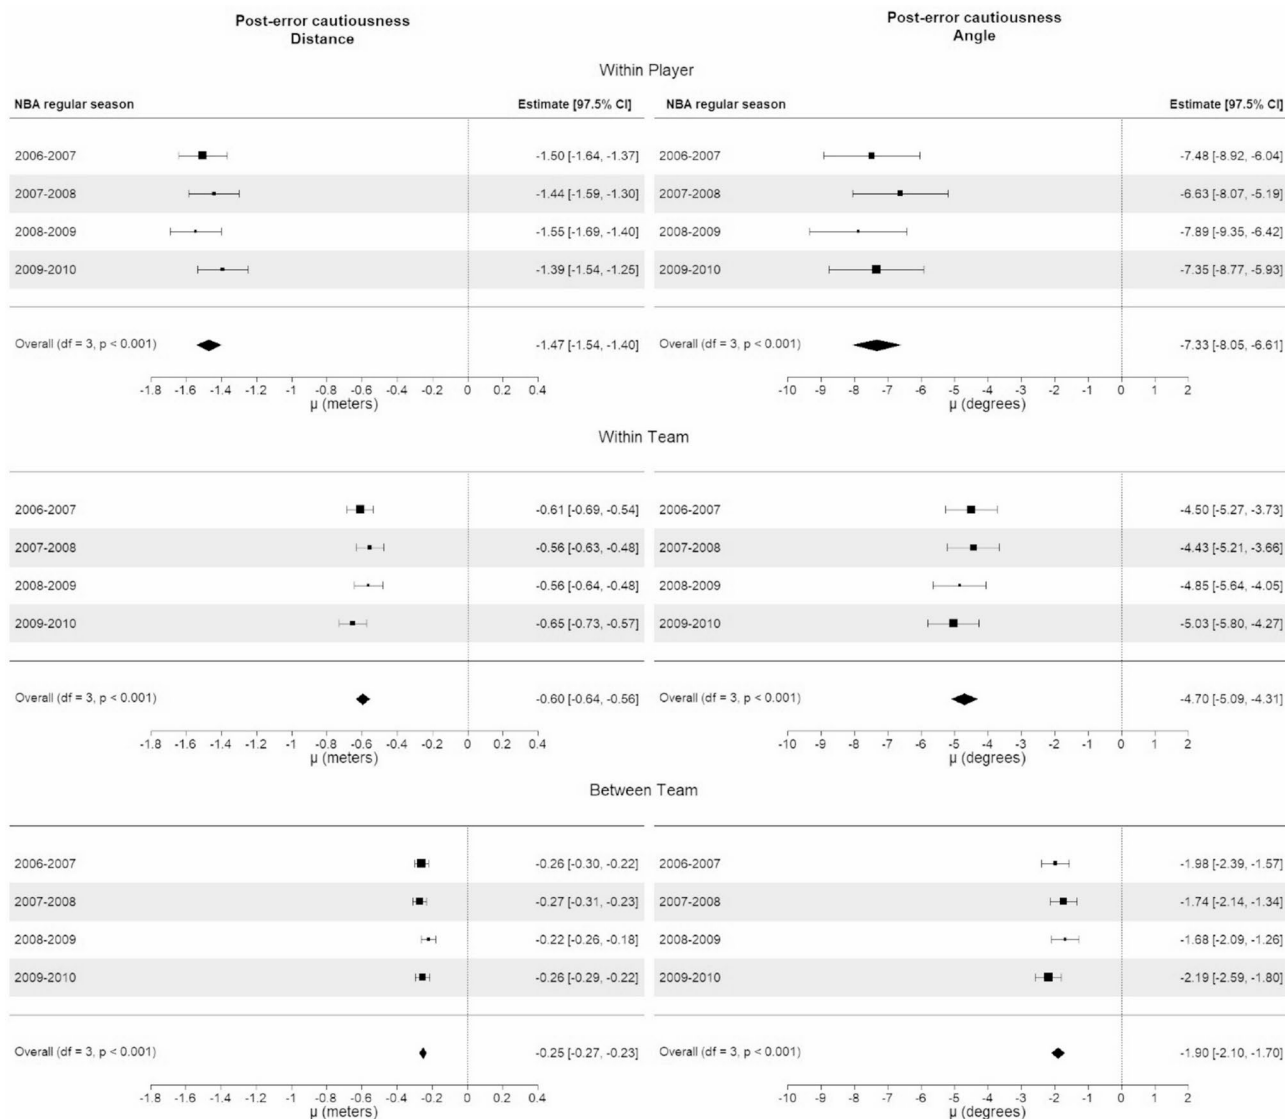 Post-error cautiousness
Distance
Post-error cautiousness
Angle
Within Player
NBA regular season Estimate [97.5% CI] NBA regular season Estimate [97.5% CI]
2006-2007 -1.50 [-1.64, -1.37] 2006-2007 -7.48 [-8.92, -6.04]
2007-2008 -1.44 [-1.59, -1.30] 2007-2008 -6.63 [-8.07, -5.19]
2008-2009 -1.55 [-1.69, -1.40] 2008-2009 -7.89 [-9.35, -6.42]
2009-2010 -1.39 [-1.54, -1.25] 2009-2010 -7.35 [-8.77, -5.93]
Overall (df = 3, p < 0.001) -1.47 [-1.54, -1.40] Overall (df = 3, p < 0.001) -7.33 [-8.05, -6.61]
-1.8 -1.6 -1.4 -1.2 -1 -0.8 -0.6 -0.4 -0.2 0 0.2 0.4 -10 -9 -8 -7 -6 -5 -4 -3 -2 -1 0 1 2
μ (meters) μ (degrees)
Within Team
2006-2007 -0.61 [-0.69, -0.54] 2006-2007 -4.50 [-5.27, -3.73]
2007-2008 -0.56 [-0.63, -0.48] 2007-2008 -4.43 [-5.21, -3.66]
2008-2009 -0.56 [-0.64, -0.48] 2008-2009 -4.85 [-5.64, -4.05]
2009-2010 -0.65 [-0.73, -0.57] 2009-2010 -5.03 [-5.80, -4.27]
Overall (df = 3, p < 0.001) -0.60 [-0.64, -0.56] Overall (df = 3, p < 0.001) -4.70 [-5.09, -4.31]
-1.8 -1.6 -1.4 -1.2 -1 -0.8 -0.6 -0.4 -0.2 0 0.2 0.4 -10 -9 -8 -7 -6 -5 -4 -3 -2 -1 0 1 2
μ (meters) μ (degrees)
Between Team
2006-2007 -0.26 [-0.30, -0.22] 2006-2007 -1.98 [-2.39, -1.57]
2007-2008 -0.27 [-0.31, -0.23] 2007-2008 -1.74 [-2.14, -1.34]
2008-2009 -0.22 [-0.26, -0.18] 2008-2009 -1.68 [-2.09, -1.26]
2009-2010 -0.26 [-0.29, -0.22] 2009-2010 -2.19 [-2.59, -1.80]
Overall (df = 3, p < 0.001) -0.25 [-0.27, -0.23] Overall (df = 3, p < 0.001) -1.90 [-2.10, -1.70]
-1.8 -1.6 -1.4 -1.2 -1 -0.8 -0.6 -0.4 -0.2 0 0.2 0.4 -10 -9 -8 -7 -6 -5 -4 -3 -2 -1 0 1 2
μ (meters) μ (degrees)